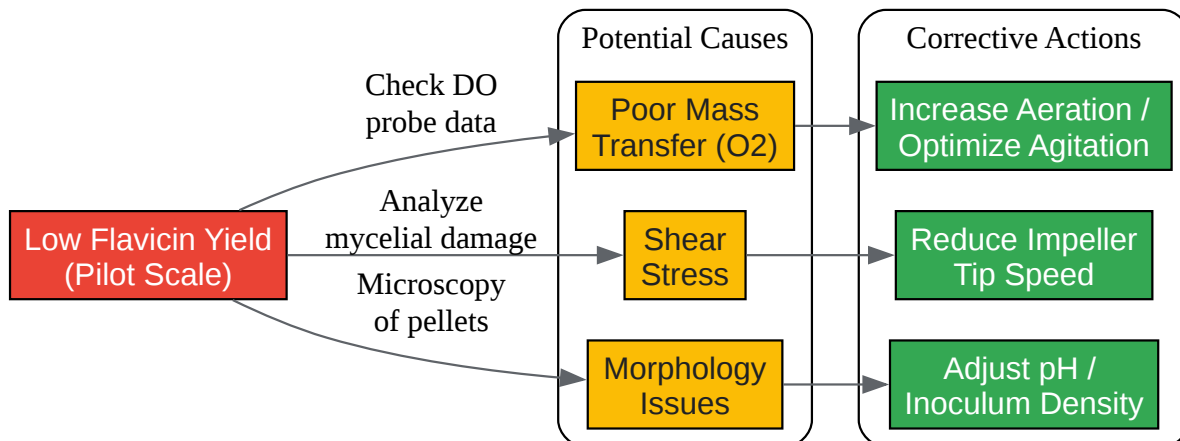 Potential Causes
Corrective Actions
Check DO
probe data
Poor Mass
Transfer (O2)
Increase Aeration /
Optimize Agitation
Low Flavicin Yield
(Pilot Scale)
Analyze
mycelial damage
Shear
Stress
Reduce Impeller
Tip Speed
Microscopy
of pellets
Morphology
Issues
Adjust pH /
Inoculum Density